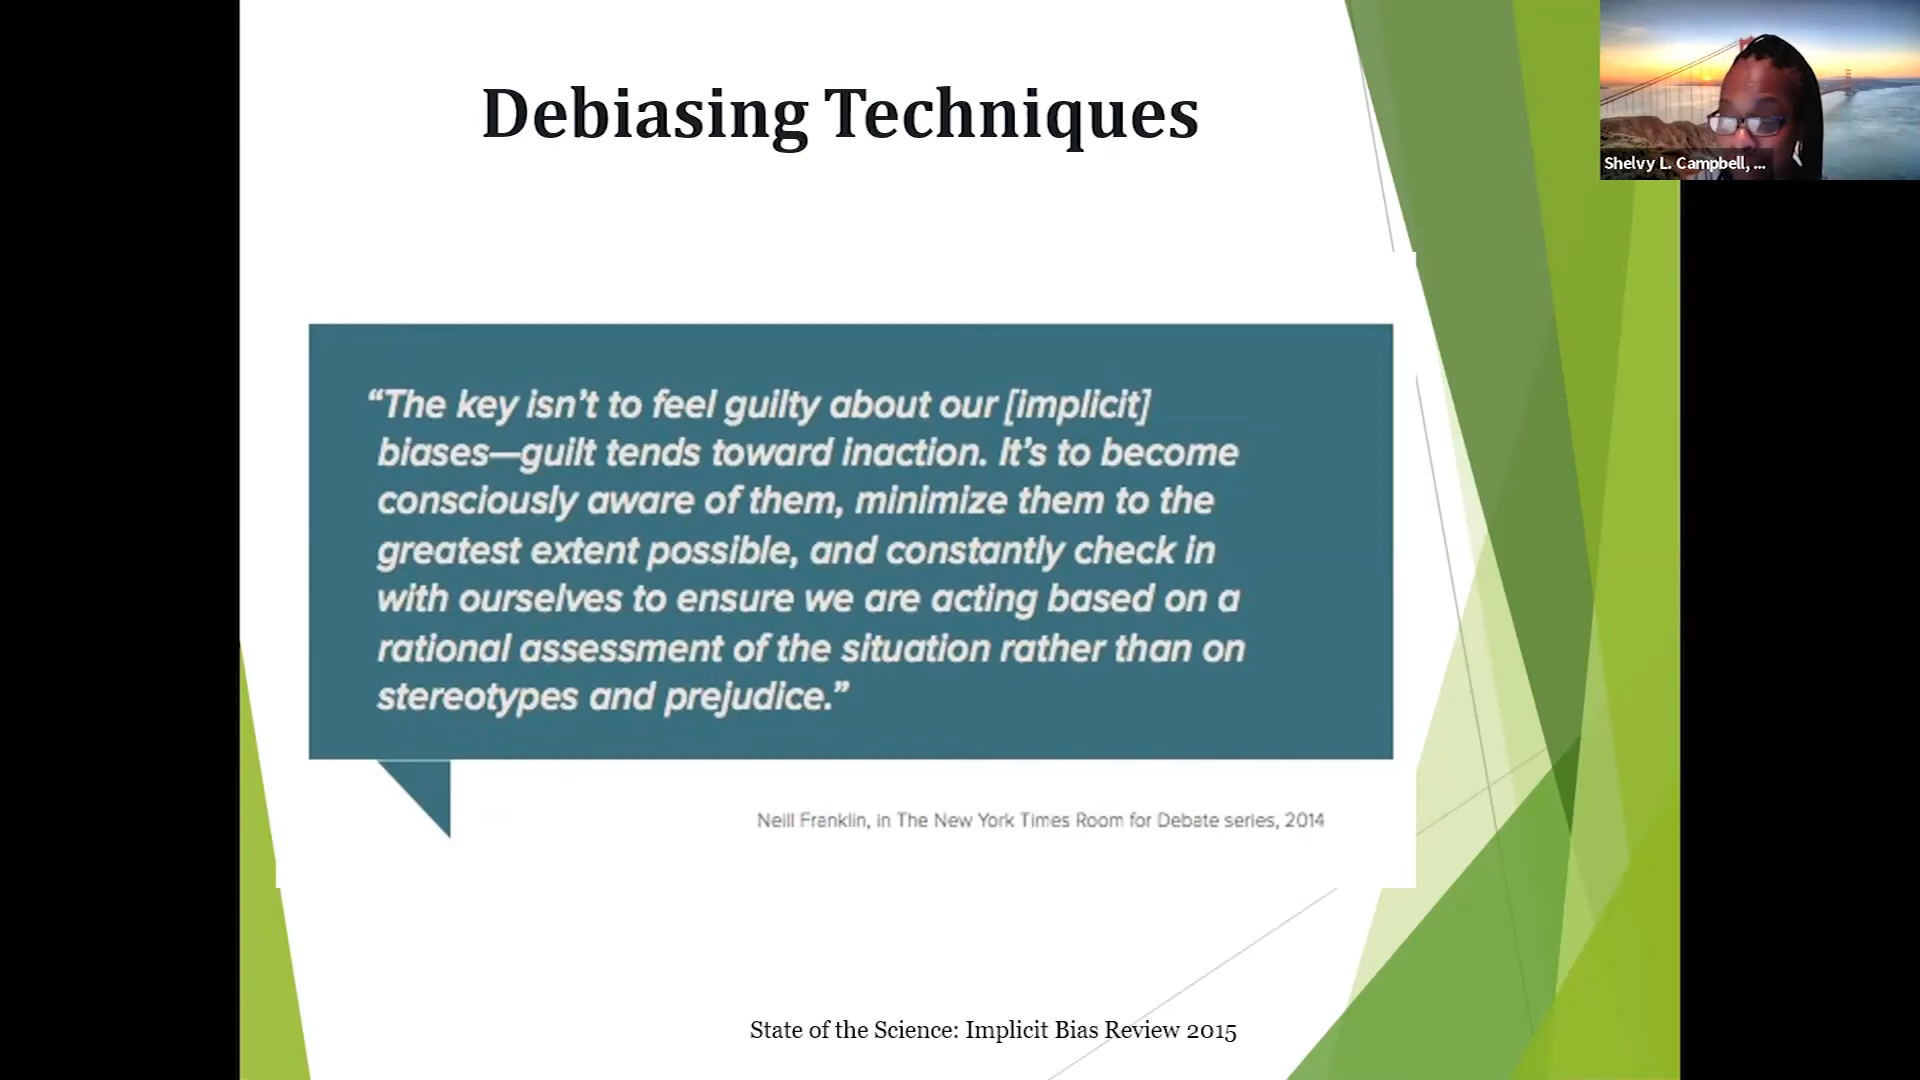 Debiasing Techniques
Shelvy L. Campbell, ...
“The key isn’t to feel guilty about our [implicit]
biases—guilt tends toward inaction. It’s to become
consciously aware of them, minimize them to the
greatest extent possible, and constantly check in
with ourselves to ensure we are acting based on a
rational assessment of the situation rather than on
stereotypes and prejudice.”
Neill Franklin, in The New York Times Room for Debate series, 2014
State of the Science: Implicit Bias Review 2015